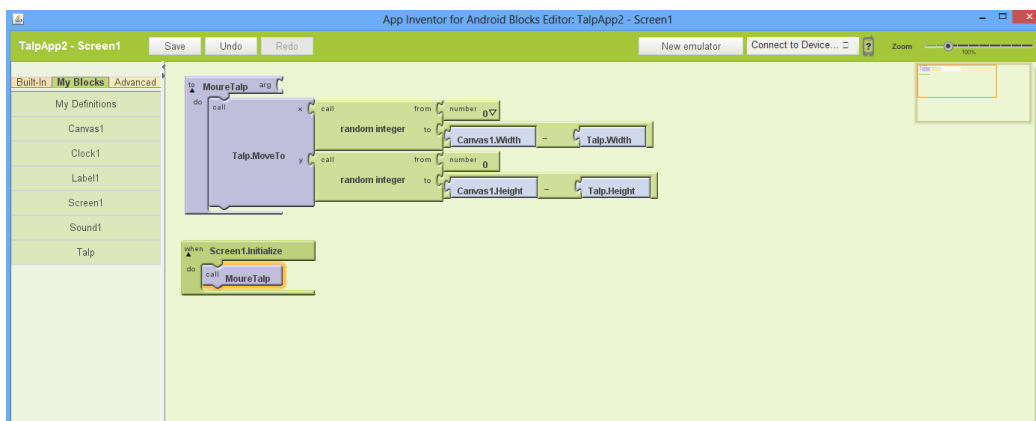 App Inventor for Android Blocks Editor: TalpApp2 - Screen1
TalpApp2 - Screen1 Save Undo Redo New emulator Connect to Device... ? Zoom 100%
Built-In My Blocks Advanced
My Definitions
Canvas1
Clock1
Label1
Screen1
Sound1
Talp
to MoureTalp arg
do call x call from number 0
random integer to Canvas1.Width - Talp.Width
Talp.MoveTo y call from number 0
random integer to Canvas1.Height - Talp.Height
when Screen1.Initialize
do call MoureTalp